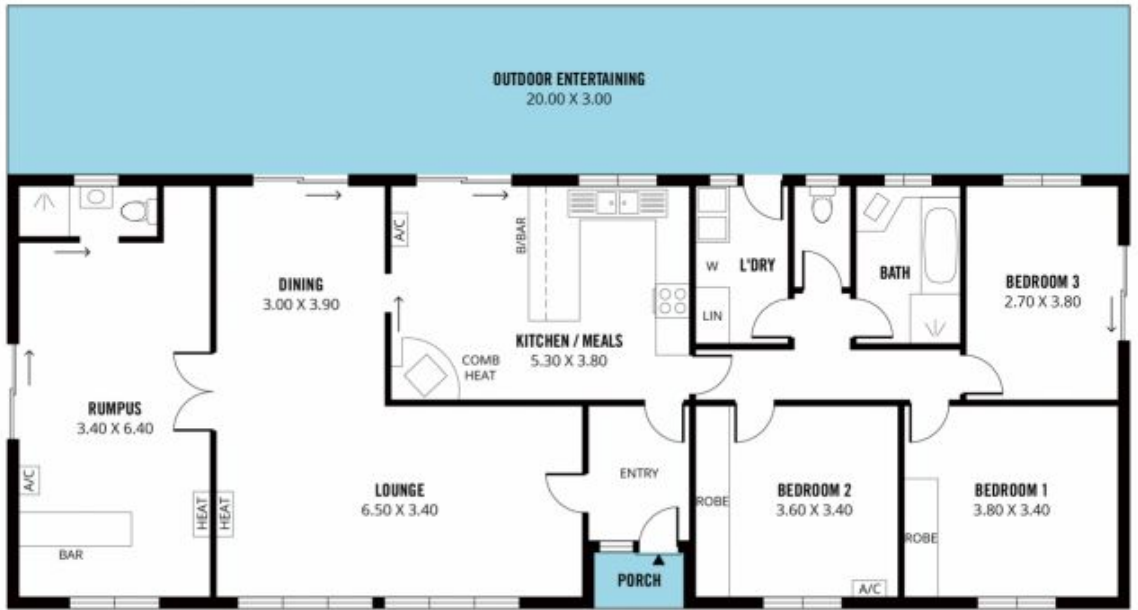 OUTDOOR ENTERTAINING
20.00 X 3.00
A/C
B/BAR
W
L'DRY
BATH
DINING
3.00 X 3.90
BEDROOM 3
2.70 X 3.80
LIN
KITCHEN / MEALS
5.30 X 3.80
COMB
HEAT
RUMPUS
3.40 X 6.40
A/C
HEAT
HEAT
BAR
LOUNGE
6.50 X 3.40
ENTRY
PORCH
ROBE
BEDROOM 2
3.60 X 3.40
A/C
ROBE
BEDROOM 1
3.80 X 3.40